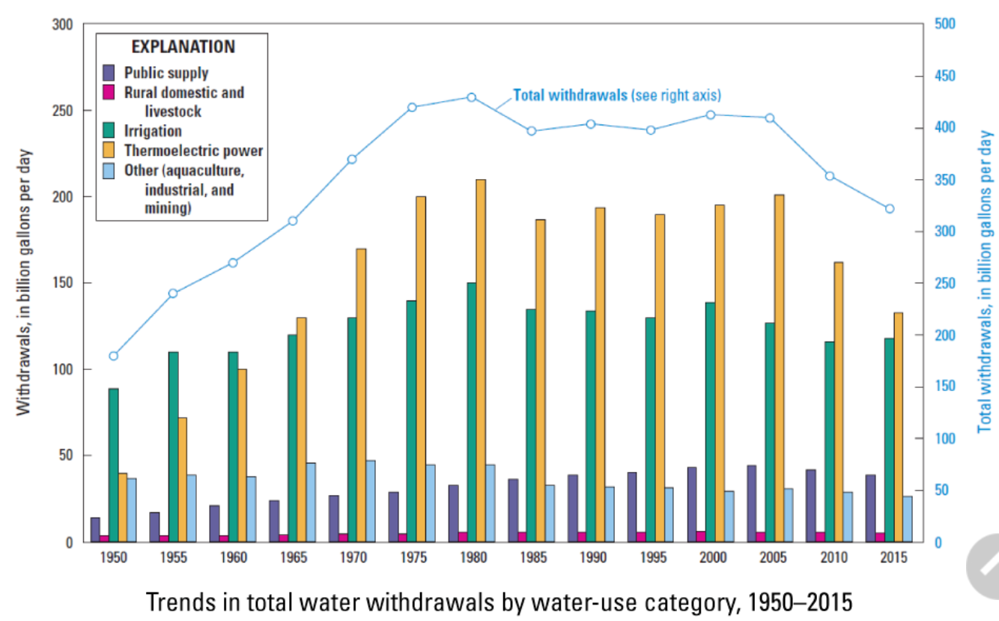 300
250
200
150
100
50
0
Withdrawals, in billion gallons per day
EXPLANATION
Public supply
Rural domestic and
livestock
Irrigation
Thermoelectric power
Other (aquaculture,
industrial, and
mining)
Total withdrawals (see right axis)
500
450
400
350
300
250
200
150
100
50
0
Total withdrawals, in billion gallons per day
1950 1955 1960 1965 1970 1975 1980 1985 1990 1995 2000 2005 2010 2015
Trends in total water withdrawals by water-use category, 1950–2015